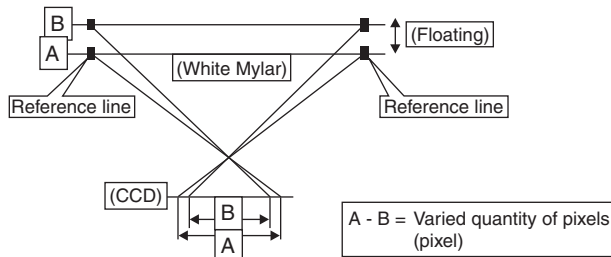 B
(Floating)
A
(White Mylar)
Reference line
Reference line
(CCD)
B
A
A - B = Varied quantity of pixels
(pixel)